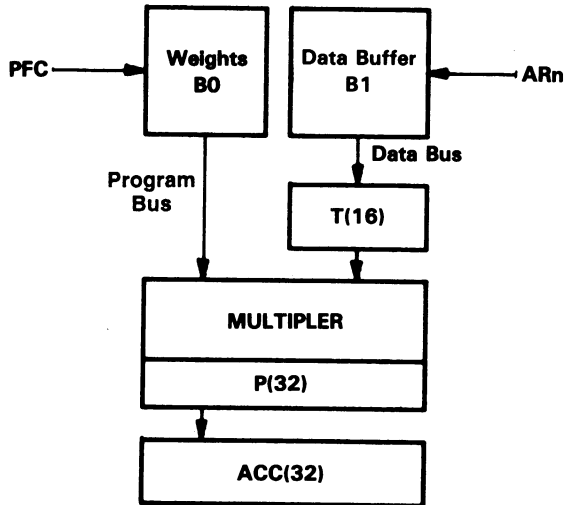 PFC
Weights
B0
Data Buffer
B1
ARn
Program
Bus
Data Bus
T(16)
MULTIPLER
P(32)
ACC(32)